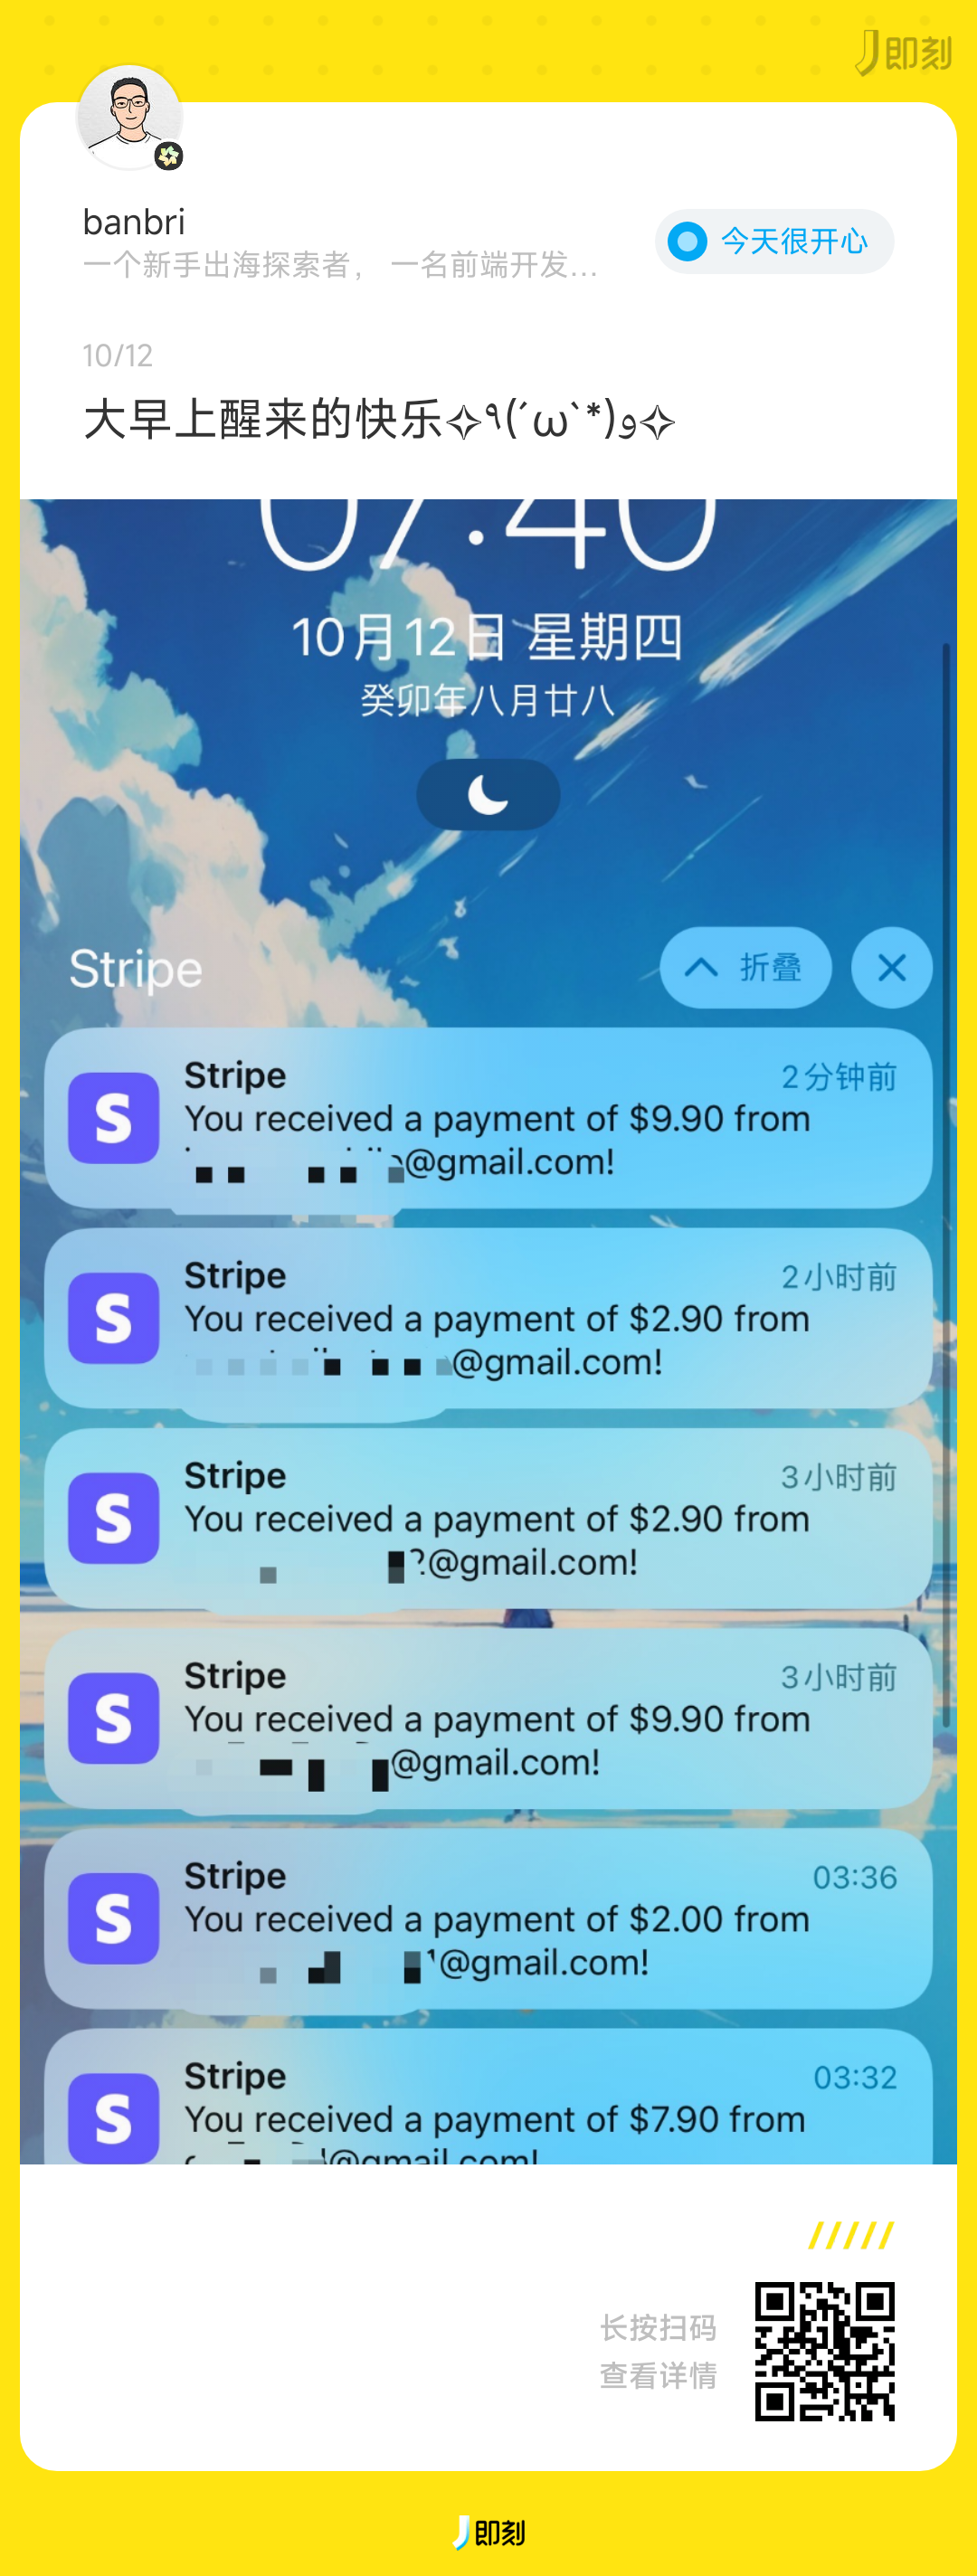 即刻
banbri
一个新手出海探索者， 一名前端开发...
今天很开心
10/12
大早上醒来的快乐✧٩(ˊωˋ*)و✧
07:40
10月12日 星期四
癸卯年八月廿八
Stripe
折叠
Stripe
2分钟前
You received a payment of $9.90 from
@gmail.com!
Stripe
2小时前
You received a payment of $2.90 from
@gmail.com!
Stripe
3小时前
You received a payment of $2.90 from
@gmail.com!
Stripe
3小时前
You received a payment of $9.90 from
@gmail.com!
Stripe
03:36
You received a payment of $2.00 from
@gmail.com!
Stripe
03:32
You received a payment of $7.90 from
@gmail.com!
长按扫码
查看详情
即刻